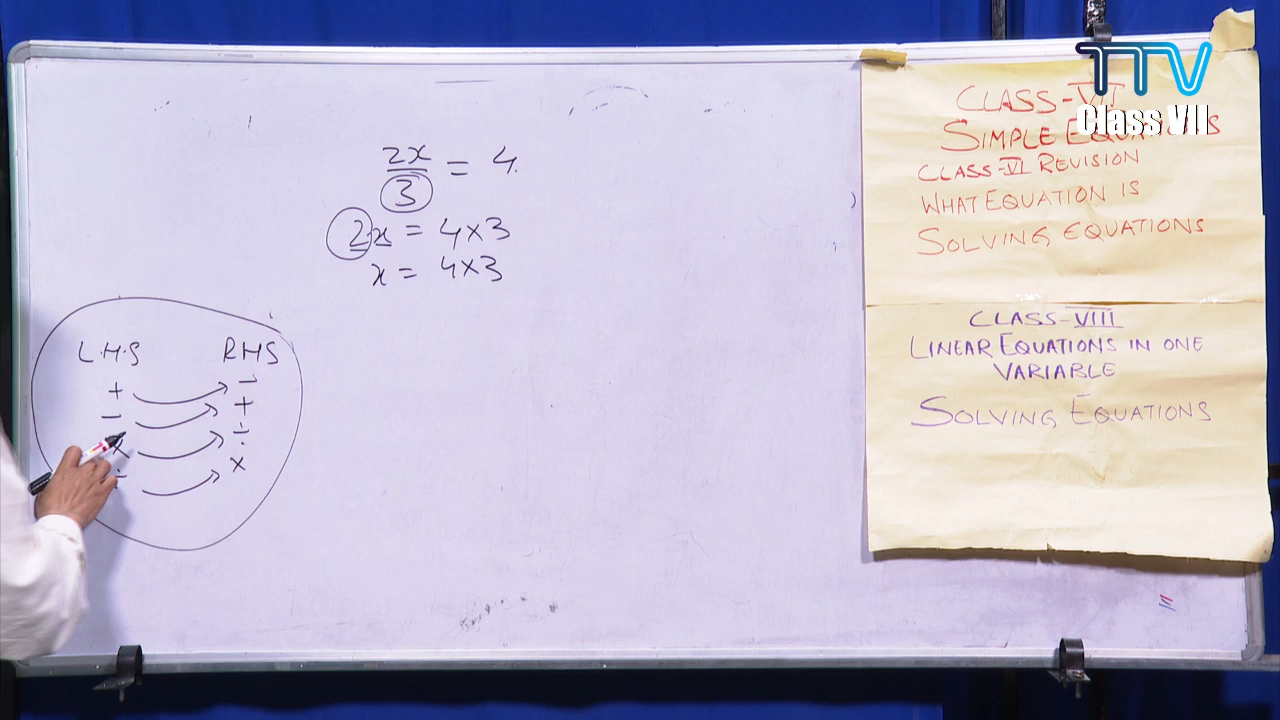 2x/3 = 4.
2x = 4×3
x = 4×3
L.H.S RHS
+ −
− +
× ÷
÷ ×
TTV
Class VII
CLASS-VII
SIMPLE EQUATIONS
CLASS-VI REVISION
WHAT EQUATION IS
SOLVING EQUATIONS
CLASS-VIII
LINEAR EQUATIONS IN ONE
VARIABLE
SOLVING EQUATIONS